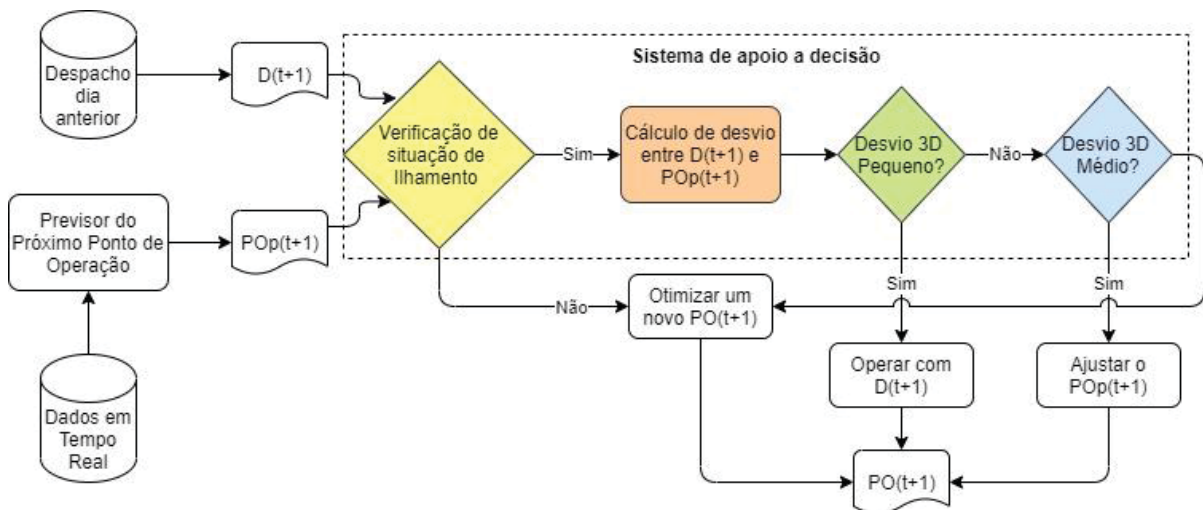 Despacho
dia
anterior
D(t+1)
Sistema de apoio a decisão
Verificação de
situação de
Ilhamento
Sim
Cálculo de desvio
entre D(t+1) e
POp(t+1)
Desvio 3D
Pequeno?
Não
Desvio 3D
Médio?
Previsor do
Próximo Ponto de
Operação
POp(t+1)
Não
Otimizar um
novo PO(t+1)
Sim
Sim
Operar com
D(t+1)
Ajustar o
POp(t+1)
Dados em
Tempo
Real
PO(t+1)